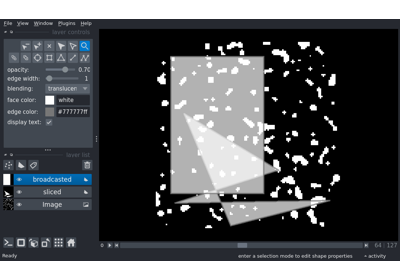 File View Window Plugins Help
layer controls
opacity: 0.70
edge width: 1
blending: translucen
face color: white
edge color: #777777ff
display text:
layer list
broadcasted
sliced
Image
0
64 127
Ready
enter a selection mode to edit shape properties
activity